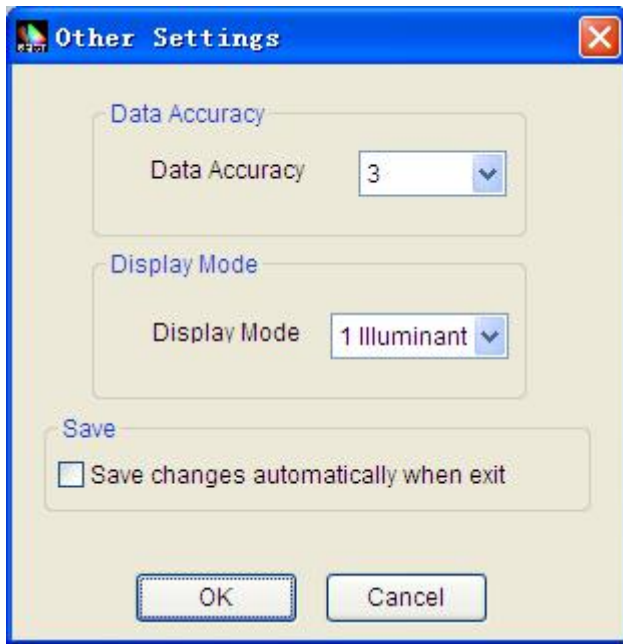 Other Settings
Data Accuracy
Data Accuracy 3
Display Mode
Display Mode 1 Illuminant
Save
Save changes automatically when exit
OK Cancel